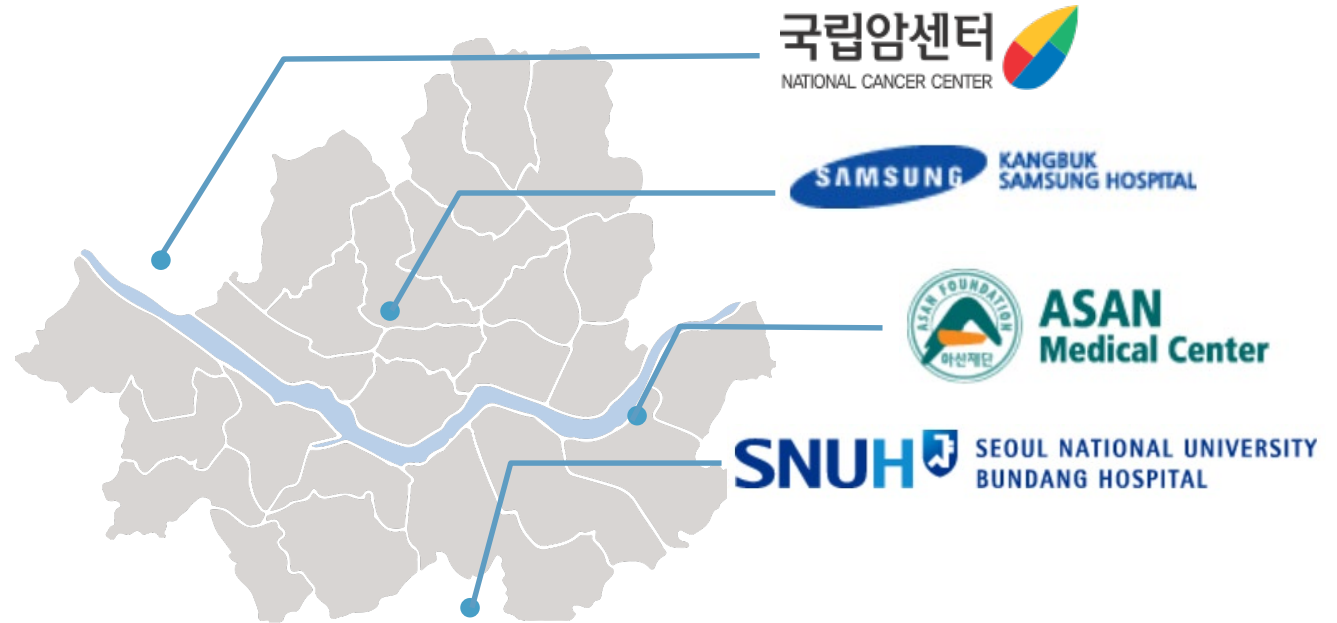 국립암센터
NATIONAL CANCER CENTER
SAMSUNG
KANGBUK
SAMSUNG HOSPITAL
ASAN FOUNDATION
아산재단
ASAN
Medical Center
SNUH
SEOUL NATIONAL UNIVERSITY
BUNDANG HOSPITAL